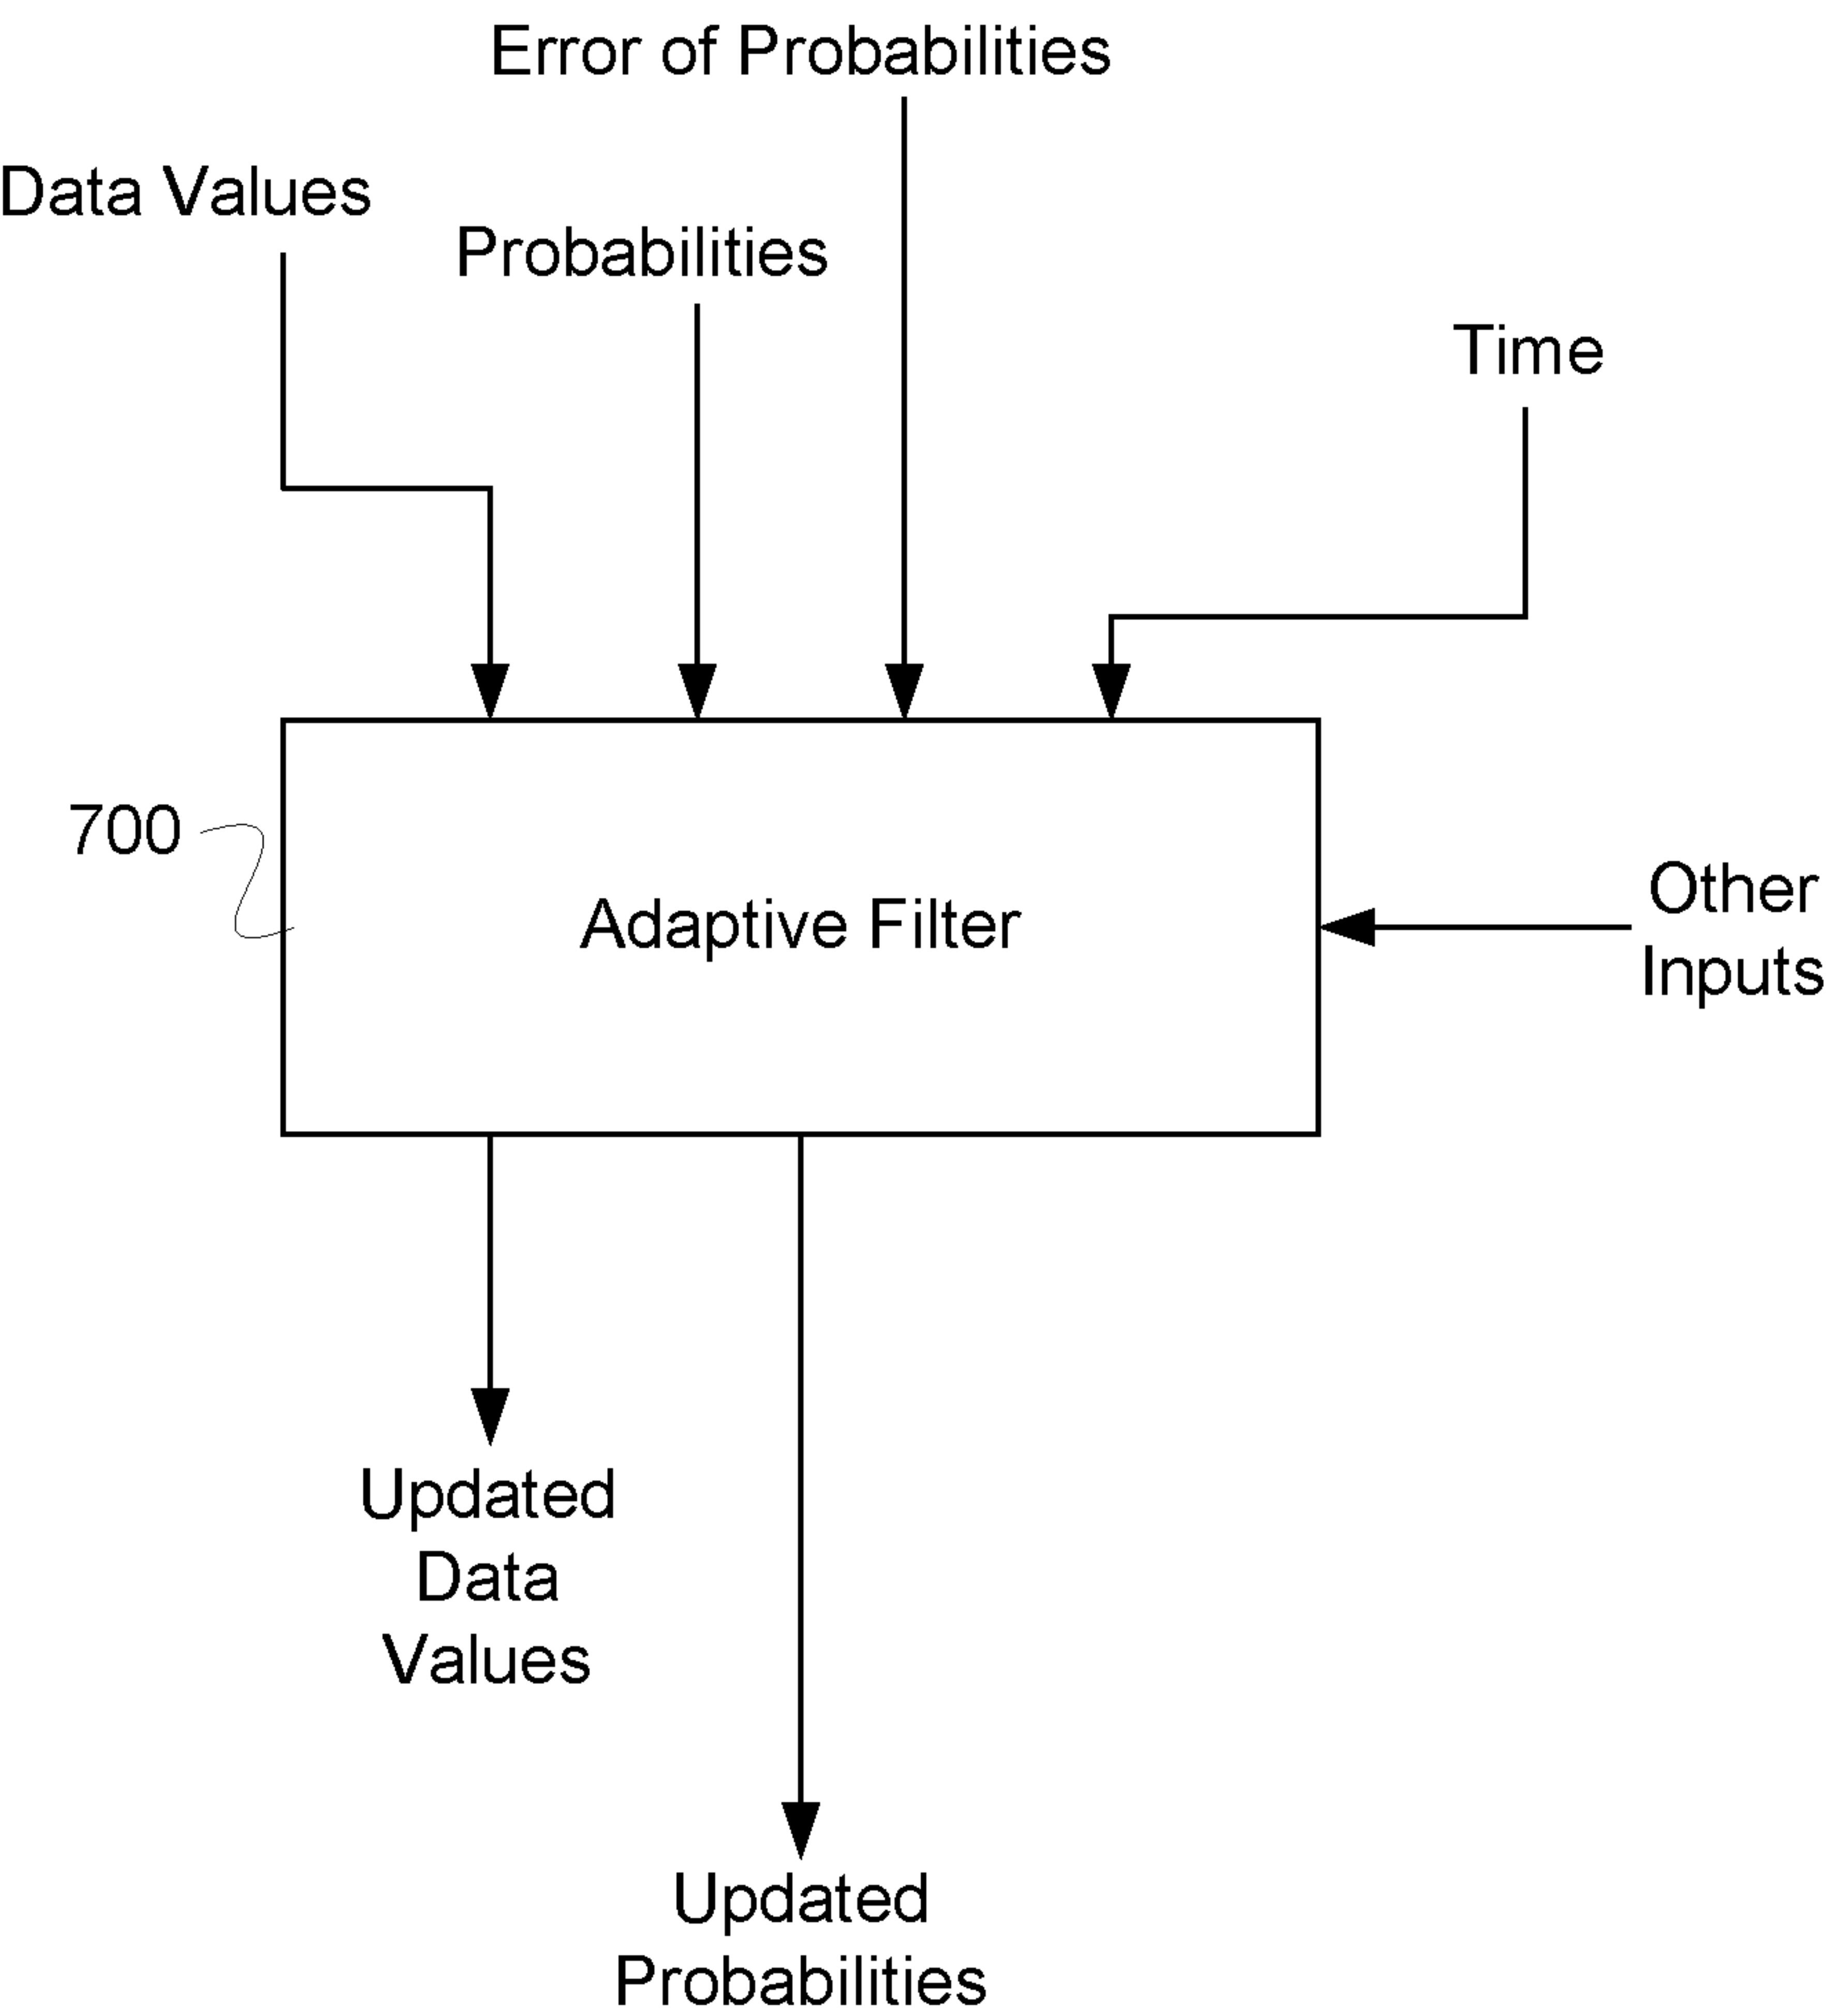 Error of Probabilities
Data Values
Probabilities
Time
700
Adaptive Filter
Other
Inputs
Updated
Data
Values
Updated
Probabilities